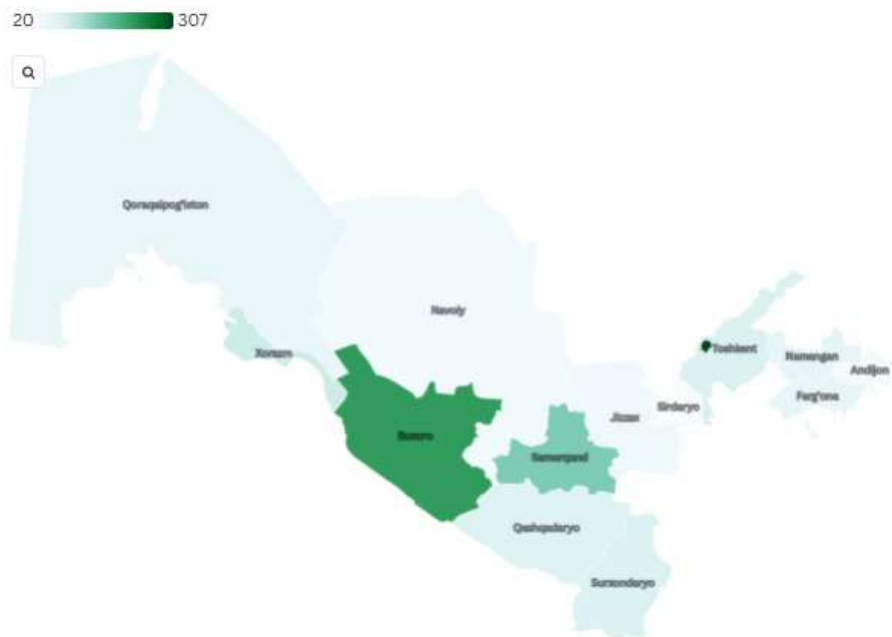 20 307
Qoraqalpog'iston
Navoiy
Toshkent
Xorazm
Namangan
Andijon
Farg'ona
Sirdaryo
Jizzax
Buxoro
Samarqand
Qashqadaryo
Surxondaryo